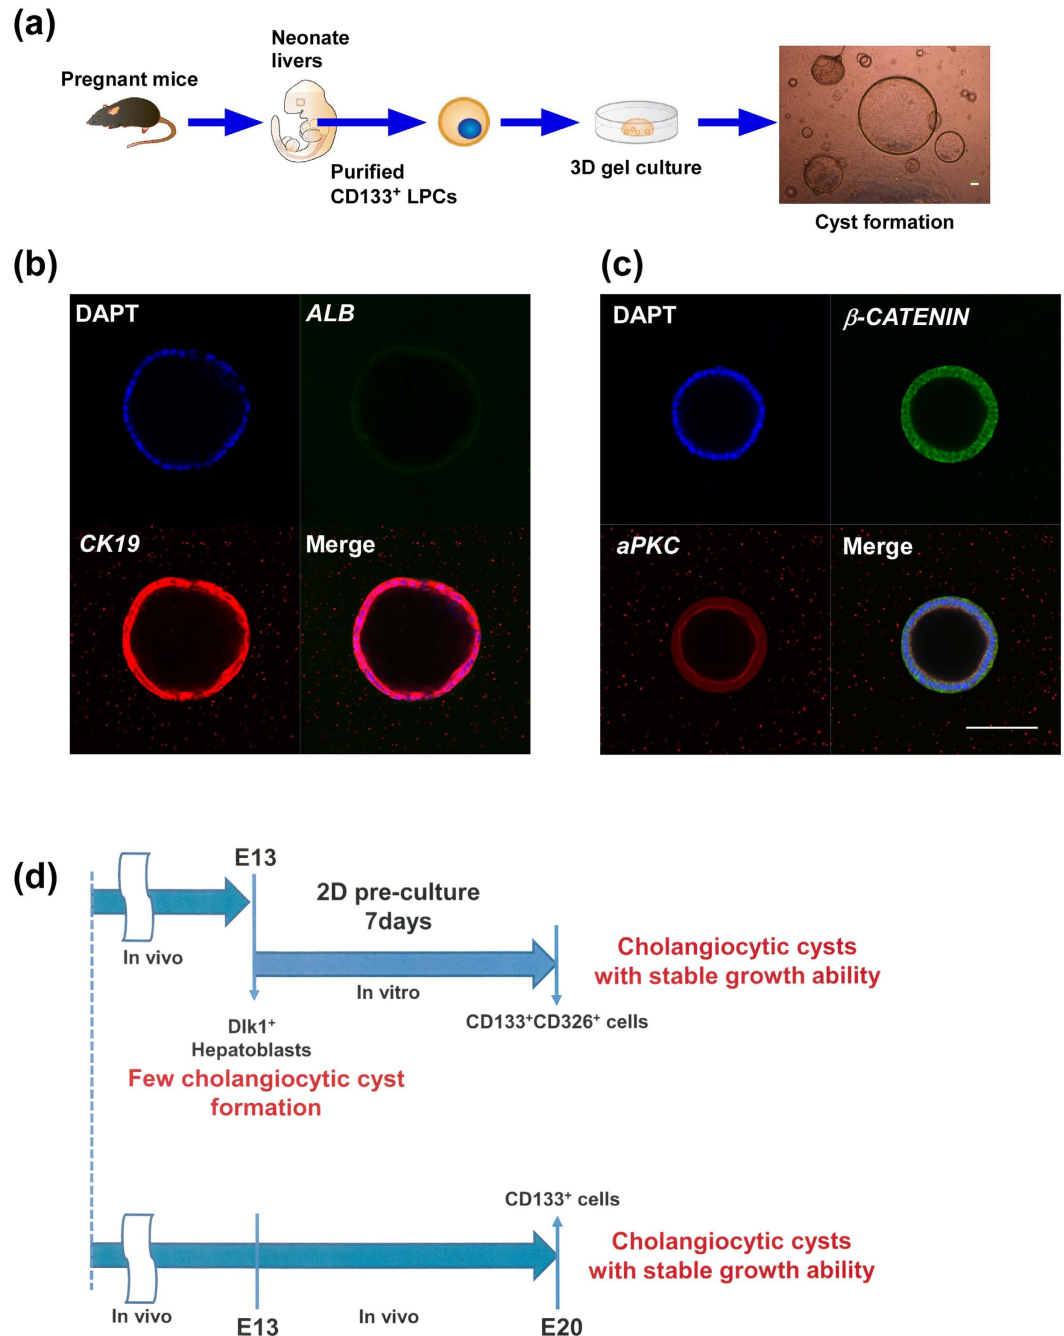 (a)
Pregnant mice
Neonate
livers
Purified
CD133⁺ LPCs
3D gel culture
Cyst formation
(b)
DAPT
ALB
CK19
Merge
(c)
DAPT
β-CATENIN
aPKC
Merge
(d)
E13
2D pre-culture
7days
In vivo
In vitro
Cholangiocytic cysts
with stable growth ability
Dlk1⁺
Hepatoblasts
CD133⁺CD326⁺ cells
Few cholangiocytic cyst
formation
CD133⁺ cells
Cholangiocytic cysts
with stable growth ability
In vivo
E13
In vivo
E20